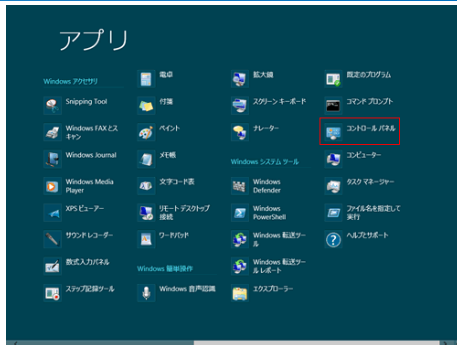 アプリ
Windows アクセサリ
Snipping Tool
Windows FAX とス
キャン
Windows Journal
Windows Media
Player
XPS ビューアー
サウンド レコーダー
数式入力パネル
ステップ記録ツール
電卓
付箋
ペイント
メモ帳
文字コード表
リモート デスクトップ
接続
ワードパッド
Windows 簡単操作
Windows 音声認識
拡大鏡
スクリーン キーボード
ナレーター
Windows システム ツール
Windows
Defender
Windows
PowerShell
Windows 転送ツー
ル
Windows 転送ツー
ル レポート
エクスプローラー
既定のプログラム
コマンド プロンプト
コントロール パネル
コンピューター
タスク マネージャー
ファイル名を指定して
実行
ヘルプとサポート